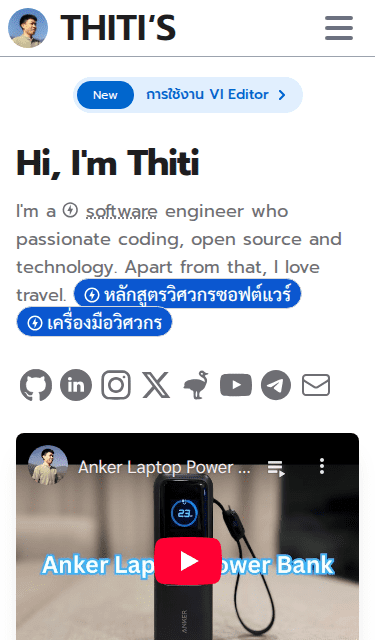 THITI'S
New การใช้งาน VI Editor
Hi, I'm Thiti
I'm a software engineer who
passionate coding, open source and
technology. Apart from that, I love
travel. หลักสูตรวิศวกรซอฟต์แวร์
เครื่องมือวิศวกร
Anker Laptop Power ...
23
Anker Laptop Power Bank
ANKER